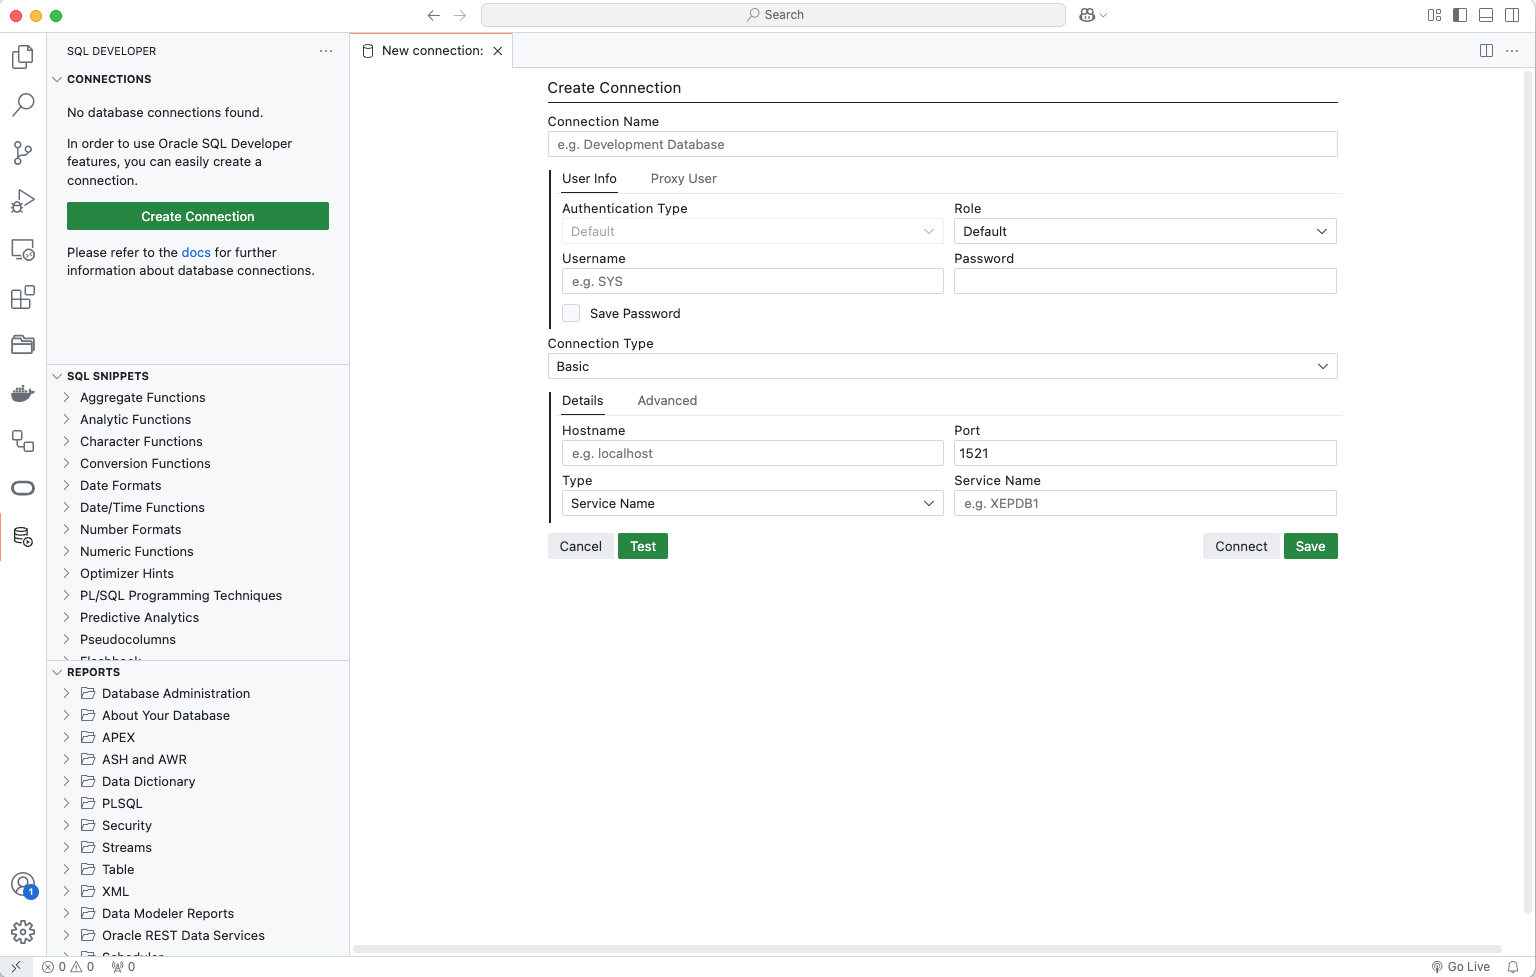 Search
SQL DEVELOPER
New connection:
CONNECTIONS
No database connections found.
In order to use Oracle SQL Developer
features, you can easily create a
connection.
Create Connection
Please refer to the docs for further
information about database connections.
SQL SNIPPETS
Aggregate Functions
Analytic Functions
Character Functions
Conversion Functions
Date Formats
Date/Time Functions
Number Formats
Numeric Functions
Optimizer Hints
PL/SQL Programming Techniques
Predictive Analytics
Pseudocolumns
Flashback
REPORTS
Database Administration
About Your Database
APEX
ASH and AWR
Data Dictionary
PLSQL
Security
Streams
Table
XML
Data Modeler Reports
Oracle REST Data Services
Scheduler
Create Connection
Connection Name
e.g. Development Database
User Info Proxy User
Authentication Type Role
Default Default
Username Password
e.g. SYS
Save Password
Connection Type
Basic
Details Advanced
Hostname Port
e.g. localhost 1521
Type Service Name
Service Name e.g. XEPDB1
Cancel Test Connect Save
1
0 0 0 Go Live